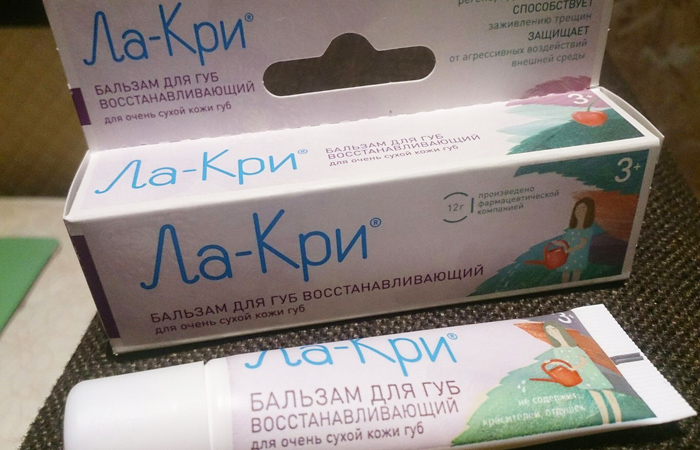 СПОСОБСТВУЕТ
заживлению трещин
ЗАЩИЩАЕТ
от агрессивных воздействий
внешней среды.
Ла-Кри®
БАЛЬЗАМ ДЛЯ ГУБ
ВОССТАНАВЛИВАЮЩИЙ
для очень сухой кожи губ
3+
Ла-Кри®
БАЛЬЗАМ ДЛЯ ГУБ
ВОССТАНАВЛИВАЮЩИЙ
для очень сухой кожи губ
3+
12г
произведено
фармацевтической
компанией
Ла-Кри®
БАЛЬЗАМ ДЛЯ ГУБ ВОССТАНАВЛИВАЮЩИЙ
для очень сухой кожи губ
Ла-Кри®
БАЛЬЗАМ ДЛЯ ГУБ
ВОССТАНАВЛИВАЮЩИЙ
для очень сухой кожи губ
не содержит
красителей, отдушек